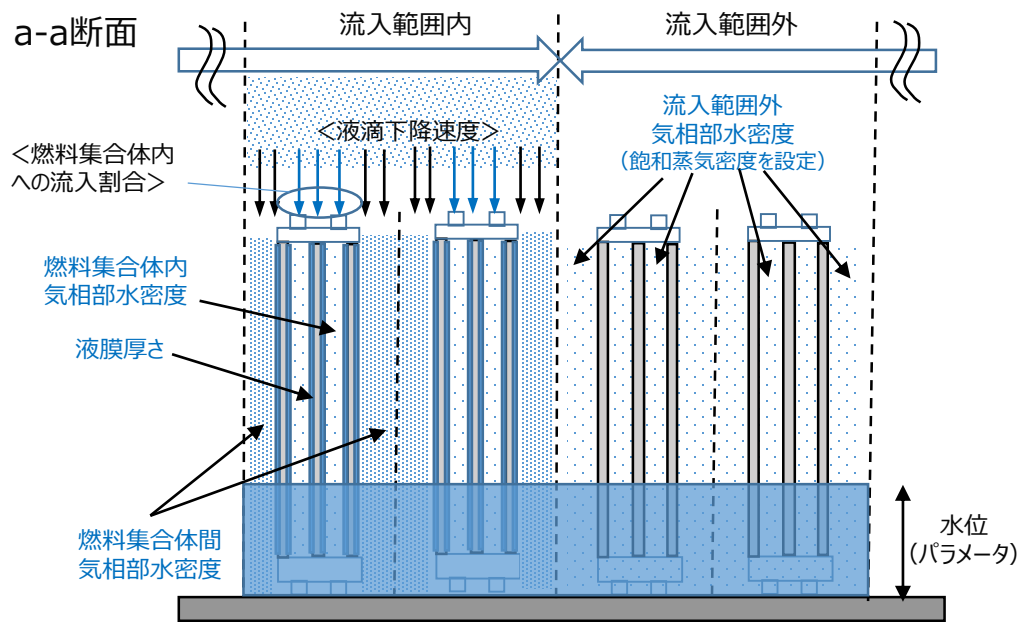 a-a断面
流入範囲内
流入範囲外
<液滴下降速度>
<燃料集合体内
への流入割合>
流入範囲外
気相部水密度
(飽和蒸気密度を設定)
燃料集合体内
気相部水密度
液膜厚さ
燃料集合体間
気相部水密度
水位
(パラメータ)